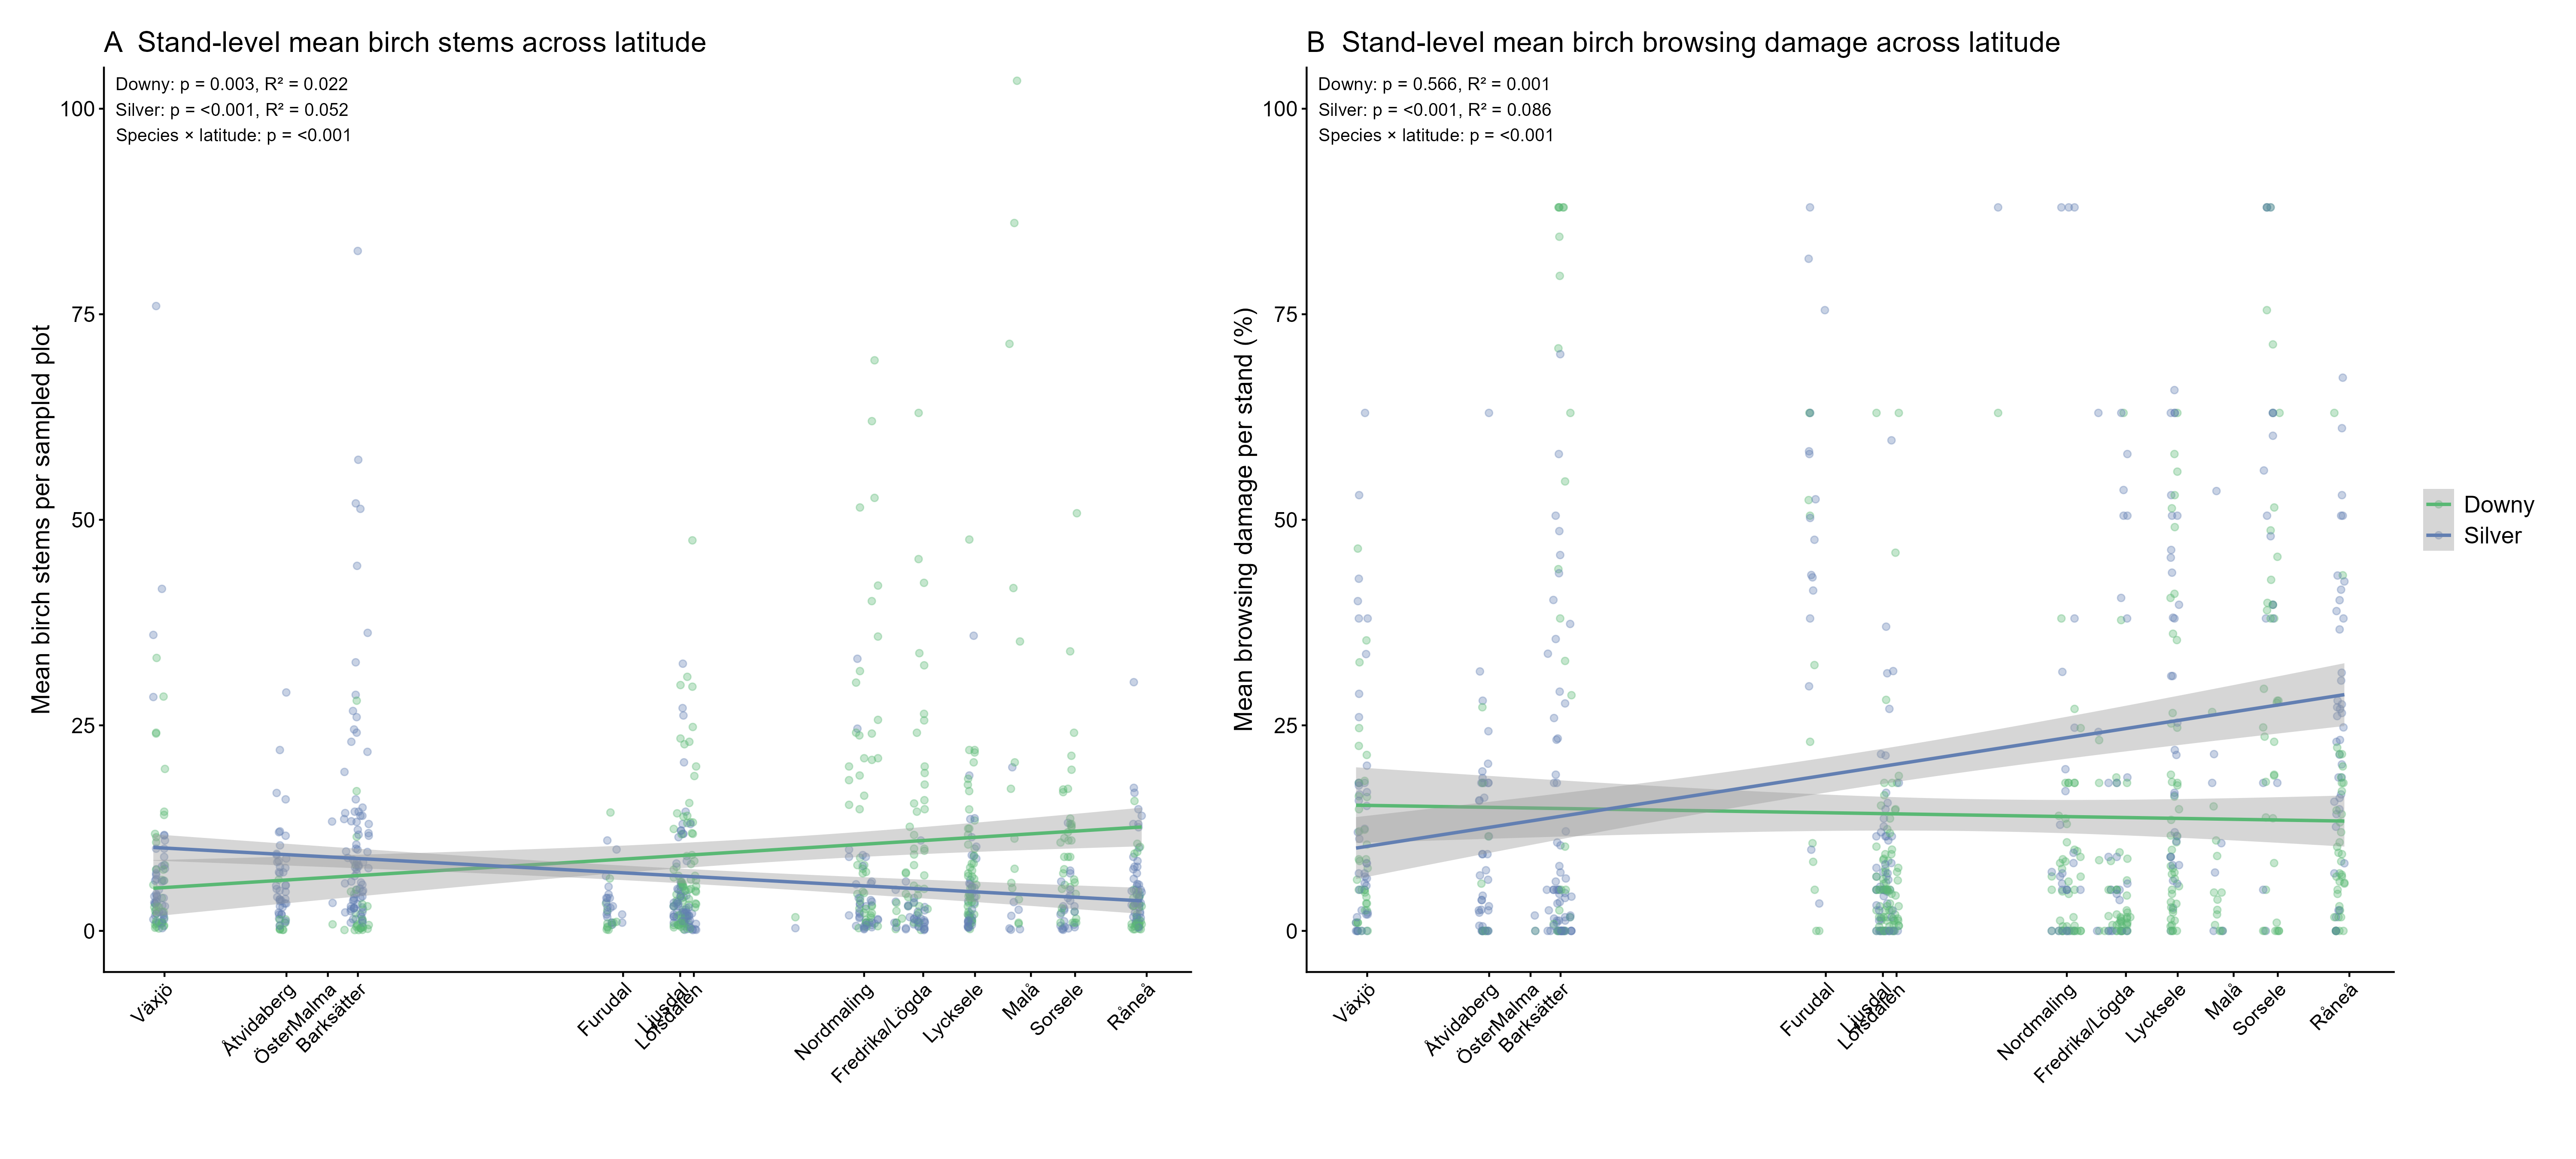 A Stand-level mean birch stems across latitude
Downy: p = 0.003, R² = 0.022
Silver: p = <0.001, R² = 0.052
Species × latitude: p = <0.001
Mean birch stems per sampled plot
100
75
50
25
0
Växjö
Åtvidaberg
ÖsterMalma
Barksätter
Furudal
Ljusdal
Lofsdalen
Nordmaling
Fredrika/Lögda
Lycksele
Malå
Sorsele
Råneå
B Stand-level mean birch browsing damage across latitude
Downy: p = 0.566, R² = 0.001
Silver: p = <0.001, R² = 0.086
Species × latitude: p = <0.001
Mean browsing damage per stand (%)
100
75
50
25
0
Växjö
Åtvidaberg
ÖsterMalma
Barksätter
Furudal
Ljusdal
Lofsdalen
Nordmaling
Fredrika/Lögda
Lycksele
Malå
Sorsele
Råneå
Downy
Silver